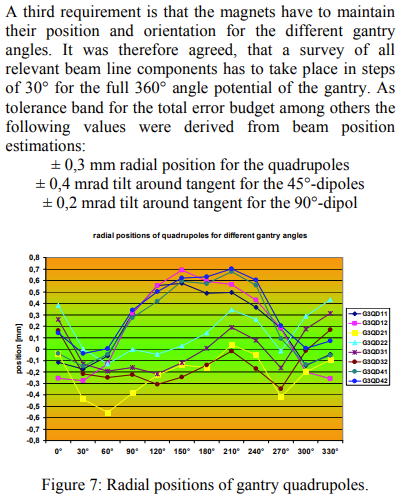 A third requirement is that the magnets have to maintain
their position and orientation for the different gantry
angles. It was therefore agreed, that a survey of all
relevant beam line components has to take place in steps
of 30° for the full 360° angle potential of the gantry. As
tolerance band for the total error budget among others the
following values were derived from beam position
estimations:
± 0,3 mm radial position for the quadrupoles
± 0,4 mrad tilt around tangent for the 45°-dipoles
± 0,2 mrad tilt around tangent for the 90°-dipol
radial positions of quadrupoles for different gantry angles
position [mm]
0,8
0,7
0,6
0,5
0,4
0,3
0,2
0,1
0
-0,1
-0,2
-0,3
-0,4
-0,5
-0,6
-0,7
-0,8
0° 30° 60° 90° 120° 150° 180° 210° 240° 270° 300° 330°
G3QD11
G3QD12
G3QD21
G3QD22
G3QD31
G3QD32
G3QD41
G3QD42
Figure 7: Radial positions of gantry quadrupoles.